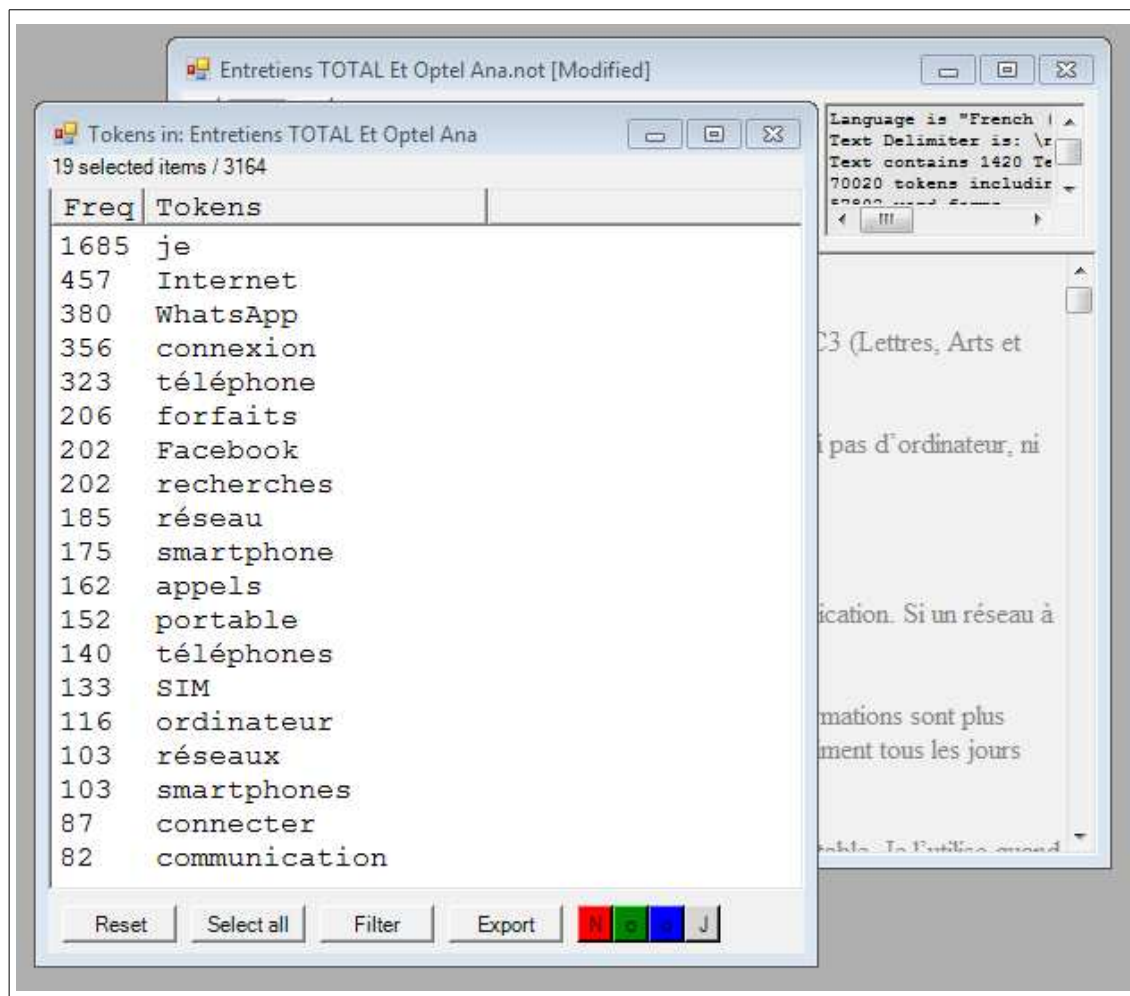 Entretiens TOTAL Et Optel Ana.not [Modified]
Tokens in: Entretiens TOTAL Et Optel Ana
19 selected items / 3164
Freq Tokens
1685 je
457 Internet
380 WhatsApp
356 connexion
323 téléphone
206 forfaits
202 Facebook
202 recherches
185 réseau
175 smartphone
162 appels
152 portable
140 téléphones
133 SIM
116 ordinateur
103 réseaux
103 smartphones
87 connecter
82 communication
Reset Select all Filter Export N o o J
Language is "French (
Text Delimiter is: \r
Text contains 1420 Te
70020 tokens includir
C3 (Lettres, Arts et
i pas d'ordinateur, ni
ication. Si un réseau à
mations sont plus
iment tous les jours